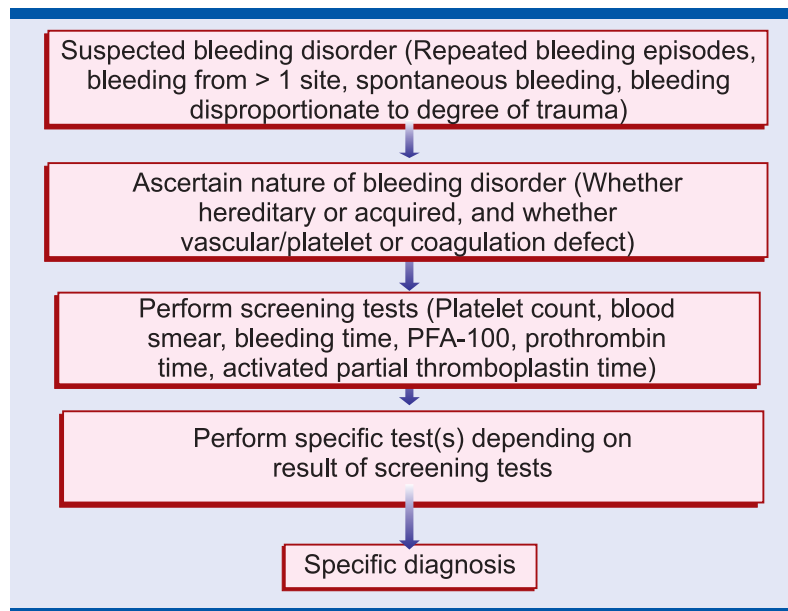 Suspected bleeding disorder (Repeated bleeding episodes,
bleeding from > 1 site, spontaneous bleeding, bleeding
disproportionate to degree of trauma)
Ascertain nature of bleeding disorder (Whether
hereditary or acquired, and whether
vascular/platelet or coagulation defect)
Perform screening tests (Platelet count, blood
smear, bleeding time, PFA-100, prothrombin
time, activated partial thromboplastin time)
Perform specific test(s) depending on
result of screening tests
Specific diagnosis